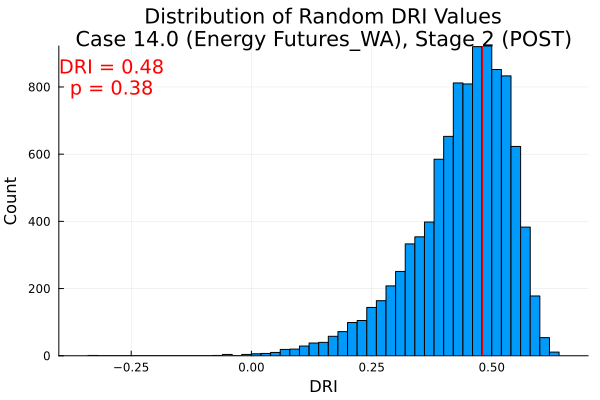 Distribution of Random DRI Values
Case 14.0 (Energy Futures_WA), Stage 2 (POST)
DRI = 0.48
p = 0.38
800
600
400
200
0
Count
−0.25 0.00 0.25 0.50
DRI